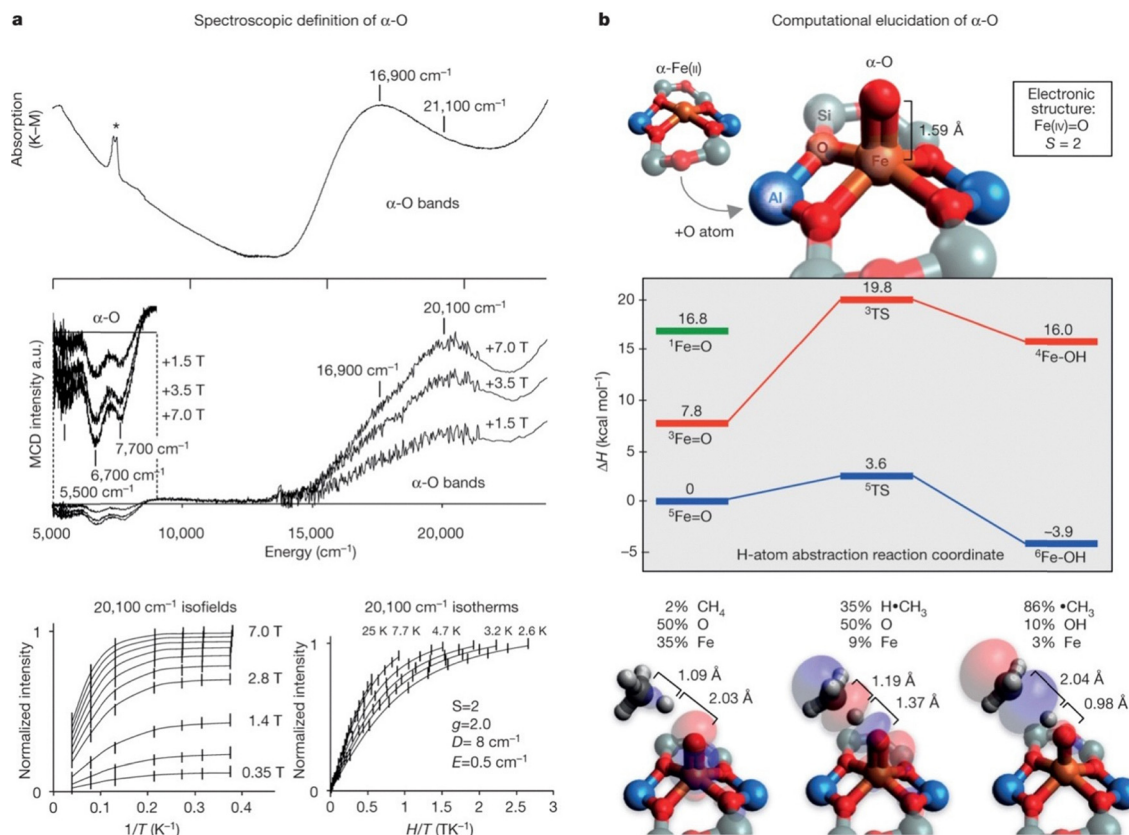 a
Spectroscopic definition of α-O
Absorption
(K–M)
*
16,900 cm⁻¹
21,100 cm⁻¹
α-O bands
MCD intensity a.u.
α-O
+1.5 T
+3.5 T
+7.0 T
7,700 cm⁻¹
6,700 cm⁻¹
5,500 cm⁻¹
20,100 cm⁻¹
16,900 cm⁻¹
+7.0 T
+3.5 T
+1.5 T
α-O bands
5,000 10,000 15,000 20,000
Energy (cm⁻¹)
20,100 cm⁻¹ isofields
Normalized intensity
1
0
7.0 T
2.8 T
1.4 T
0.35 T
0 0.1 0.2 0.3 0.4
1/T (K⁻¹)
20,100 cm⁻¹ isotherms
Normalized intensity
1
0
25 K 7.7 K 4.7 K 3.2 K 2.6 K
S=2
g=2.0
D= 8 cm⁻¹
E=0.5 cm⁻¹
0 0.5 1 1.5 2 2.5 3
H/T (TK⁻¹)
b
Computational elucidation of α-O
α-Fe(II)
α-O
Si
O
Fe
Al
1.59 Å
+O atom
Electronic
structure:
Fe(IV)=O
S = 2
ΔH (kcal mol⁻¹)
20
15
10
5
0
−5
16.8
¹Fe=O
7.8
³Fe=O
0
⁵Fe=O
19.8
³TS
3.6
⁵TS
16.0
⁴Fe-OH
−3.9
⁶Fe-OH
H-atom abstraction reaction coordinate
2% CH₄
50% O
35% Fe
1.09 Å
2.03 Å
35% H•CH₃
50% O
9% Fe
1.19 Å
1.37 Å
86% •CH₃
10% OH
3% Fe
2.04 Å
0.98 Å